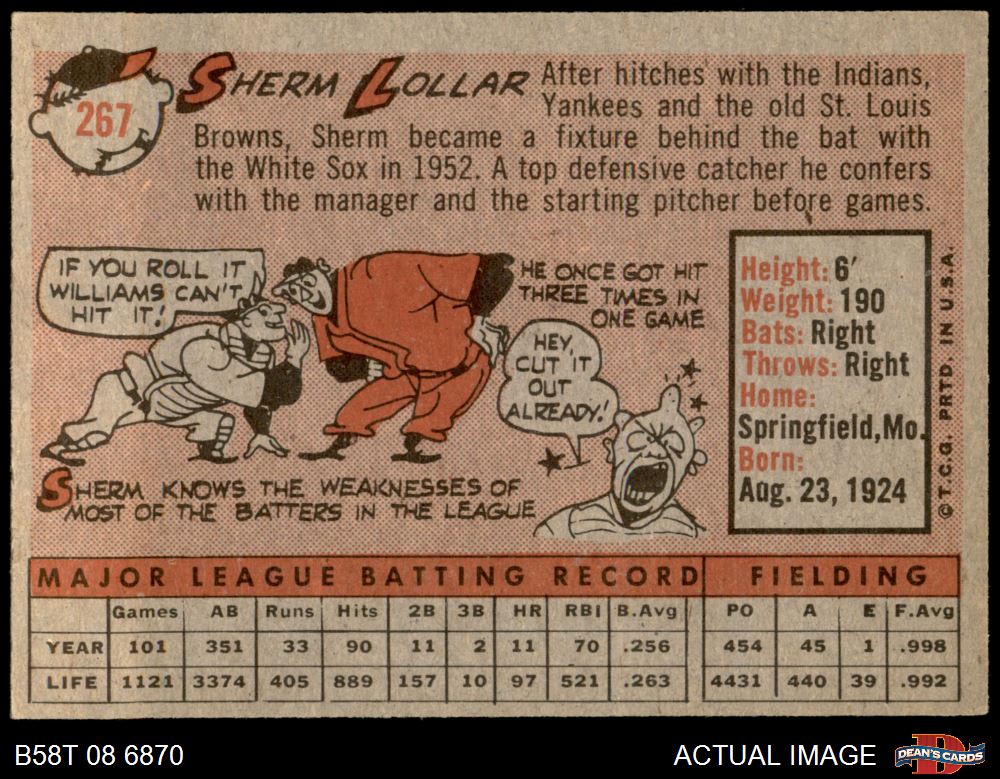 267
SHERM LOLLAR After hitches with the Indians,
Yankees and the old St. Louis
Browns, Sherm became a fixture behind the bat with
the White Sox in 1952. A top defensive catcher he confers
with the manager and the starting pitcher before games.
IF YOU ROLL IT
WILLIAMS CAN'T
HIT IT!
HE ONCE GOT HIT
THREE TIMES IN
ONE GAME
HEY,
CUT IT
OUT
ALREADY!
SHERM KNOWS THE WEAKNESSES OF
MOST OF THE BATTERS IN THE LEAGUE
Height: 6'
Weight: 190
Bats: Right
Throws: Right
Home:
Springfield, Mo.
Born:
Aug. 23, 1924
© T.C.G. PRTD. IN U.S.A.
MAJOR LEAGUE BATTING RECORD FIELDING
Games AB Runs Hits 2B 3B HR RBI B.Avg PO A E F.Avg
YEAR 101 351 33 90 11 2 11 70 .256 454 45 1 .998
LIFE 1121 3374 405 889 157 10 97 521 .263 4431 440 39 .992
B58T 08 6870 ACTUAL IMAGE DEAN'S CARDS